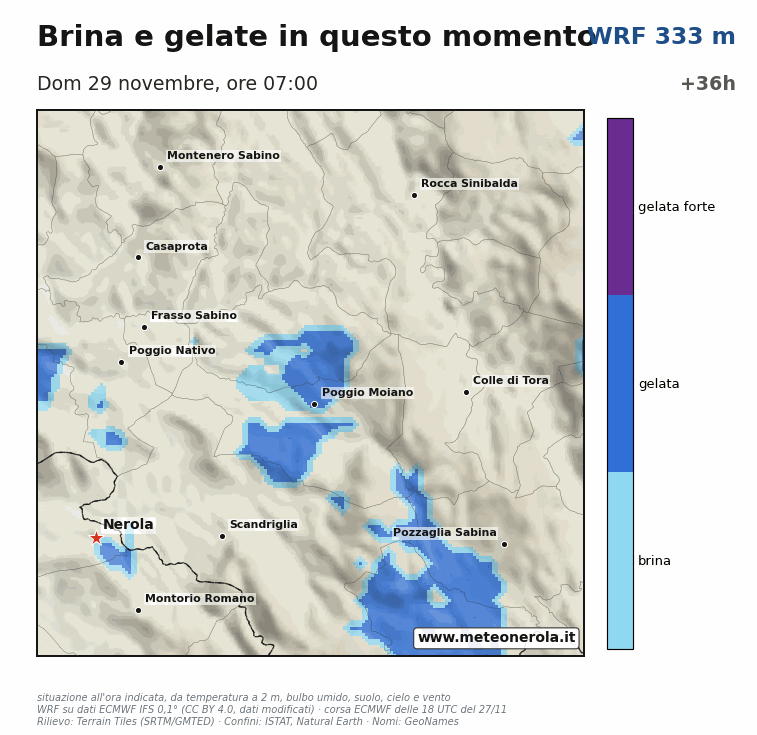 Brina e gelate in questo momento
WRF 333 m
Dom 29 novembre, ore 07:00
+36h
Montenero Sabino
Rocca Sinibalda
gelata forte
Casaprota
Frasso Sabino
Poggio Nativo
Colle di Tora
gelata
Poggio Moiano
Nerola
Scandriglia
Pozzaglia Sabina
brina
Montorio Romano
www.meteonerola.it
situazione all'ora indicata, da temperatura a 2 m, bulbo umido, suolo, cielo e vento
WRF su dati ECMWF IFS 0,1° (CC BY 4.0, dati modificati) · corsa ECMWF delle 18 UTC del 27/11
Rilievo: Terrain Tiles (SRTM/GMTED) · Confini: ISTAT, Natural Earth · Nomi: GeoNames